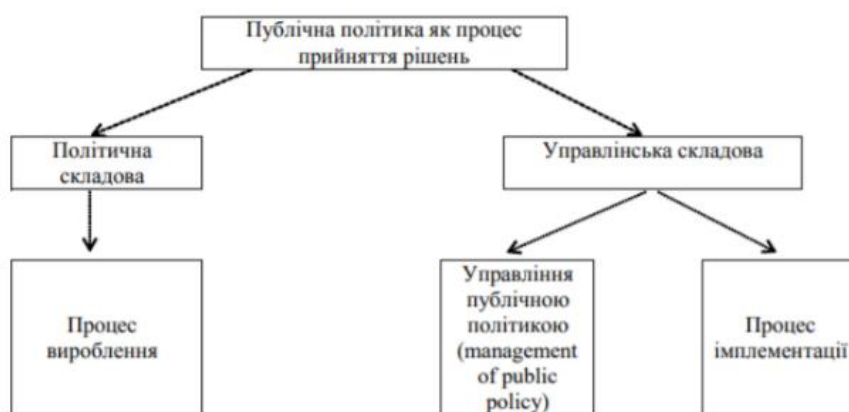 Публічна політика як процес
прийняття рішень
Політична
складова
Управлінська складова
Процес
вироблення
Управління
публічною
політикою
(management
of public
policy)
Процес
імплементації